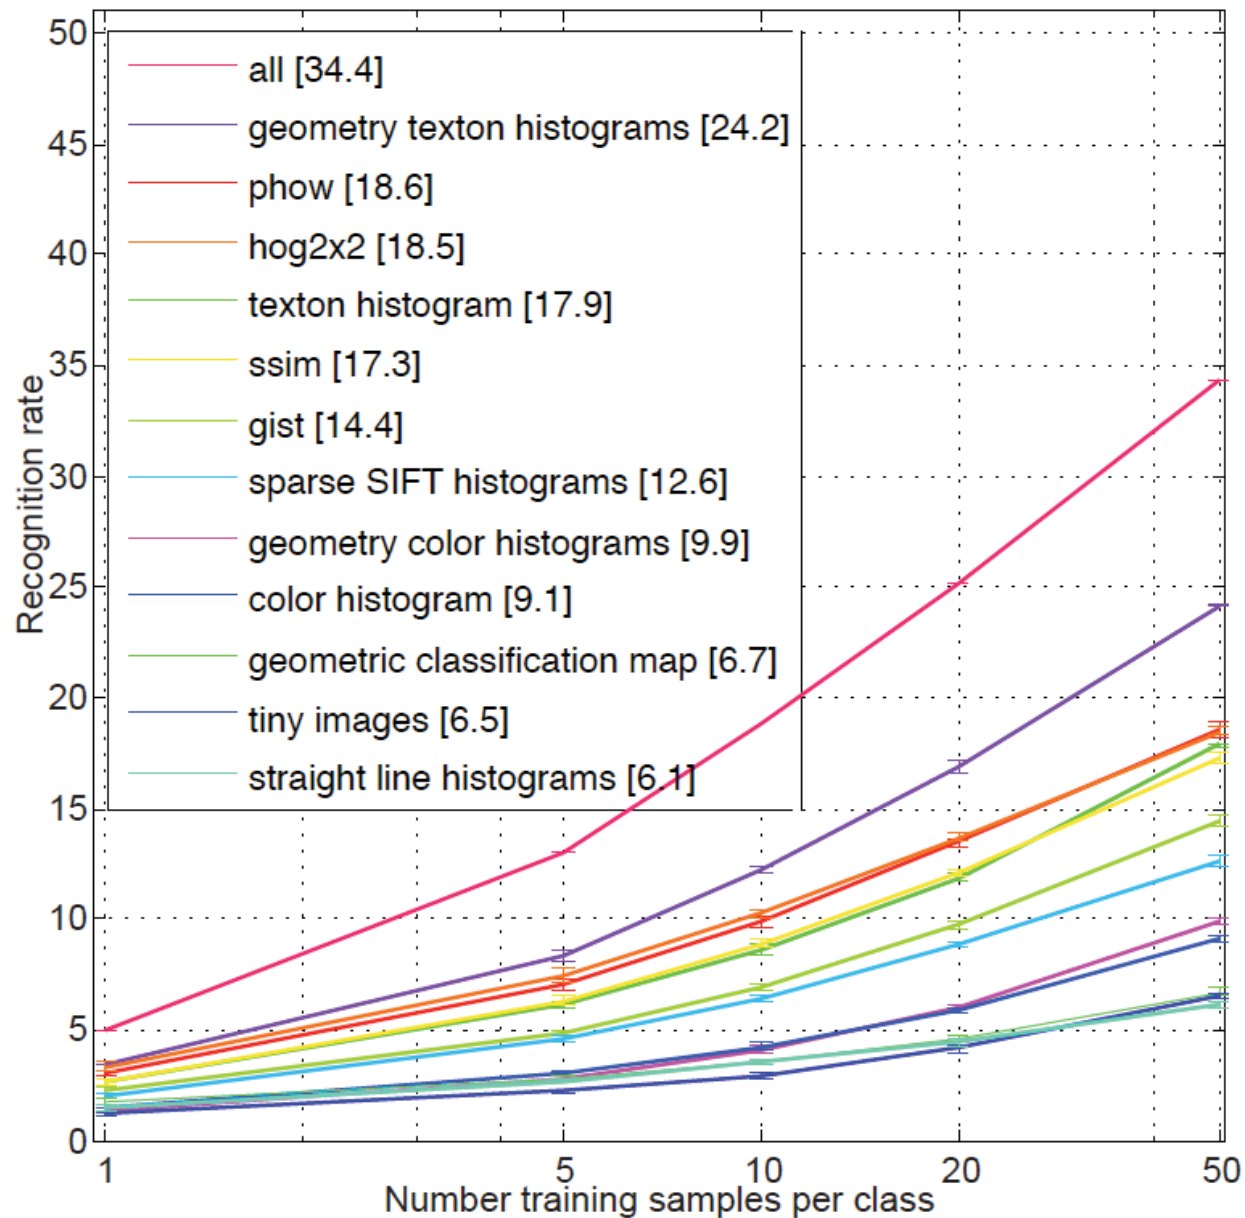 50
45
40
35
30
25
20
15
10
5
0
Recognition rate
all [34.4]
geometry texton histograms [24.2]
phow [18.6]
hog2x2 [18.5]
texton histogram [17.9]
ssim [17.3]
gist [14.4]
sparse SIFT histograms [12.6]
geometry color histograms [9.9]
color histogram [9.1]
geometric classification map [6.7]
tiny images [6.5]
straight line histograms [6.1]
1 5 10 20 50
Number training samples per class